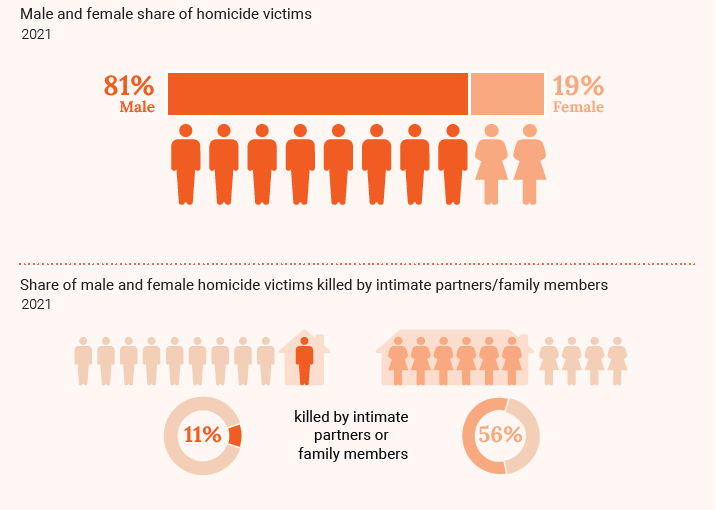 Male and female share of homicide victims
2021
81%
Male
19%
Female
Share of male and female homicide victims killed by intimate partners/family members
2021
11%
killed by intimate
partners or
family members
56%